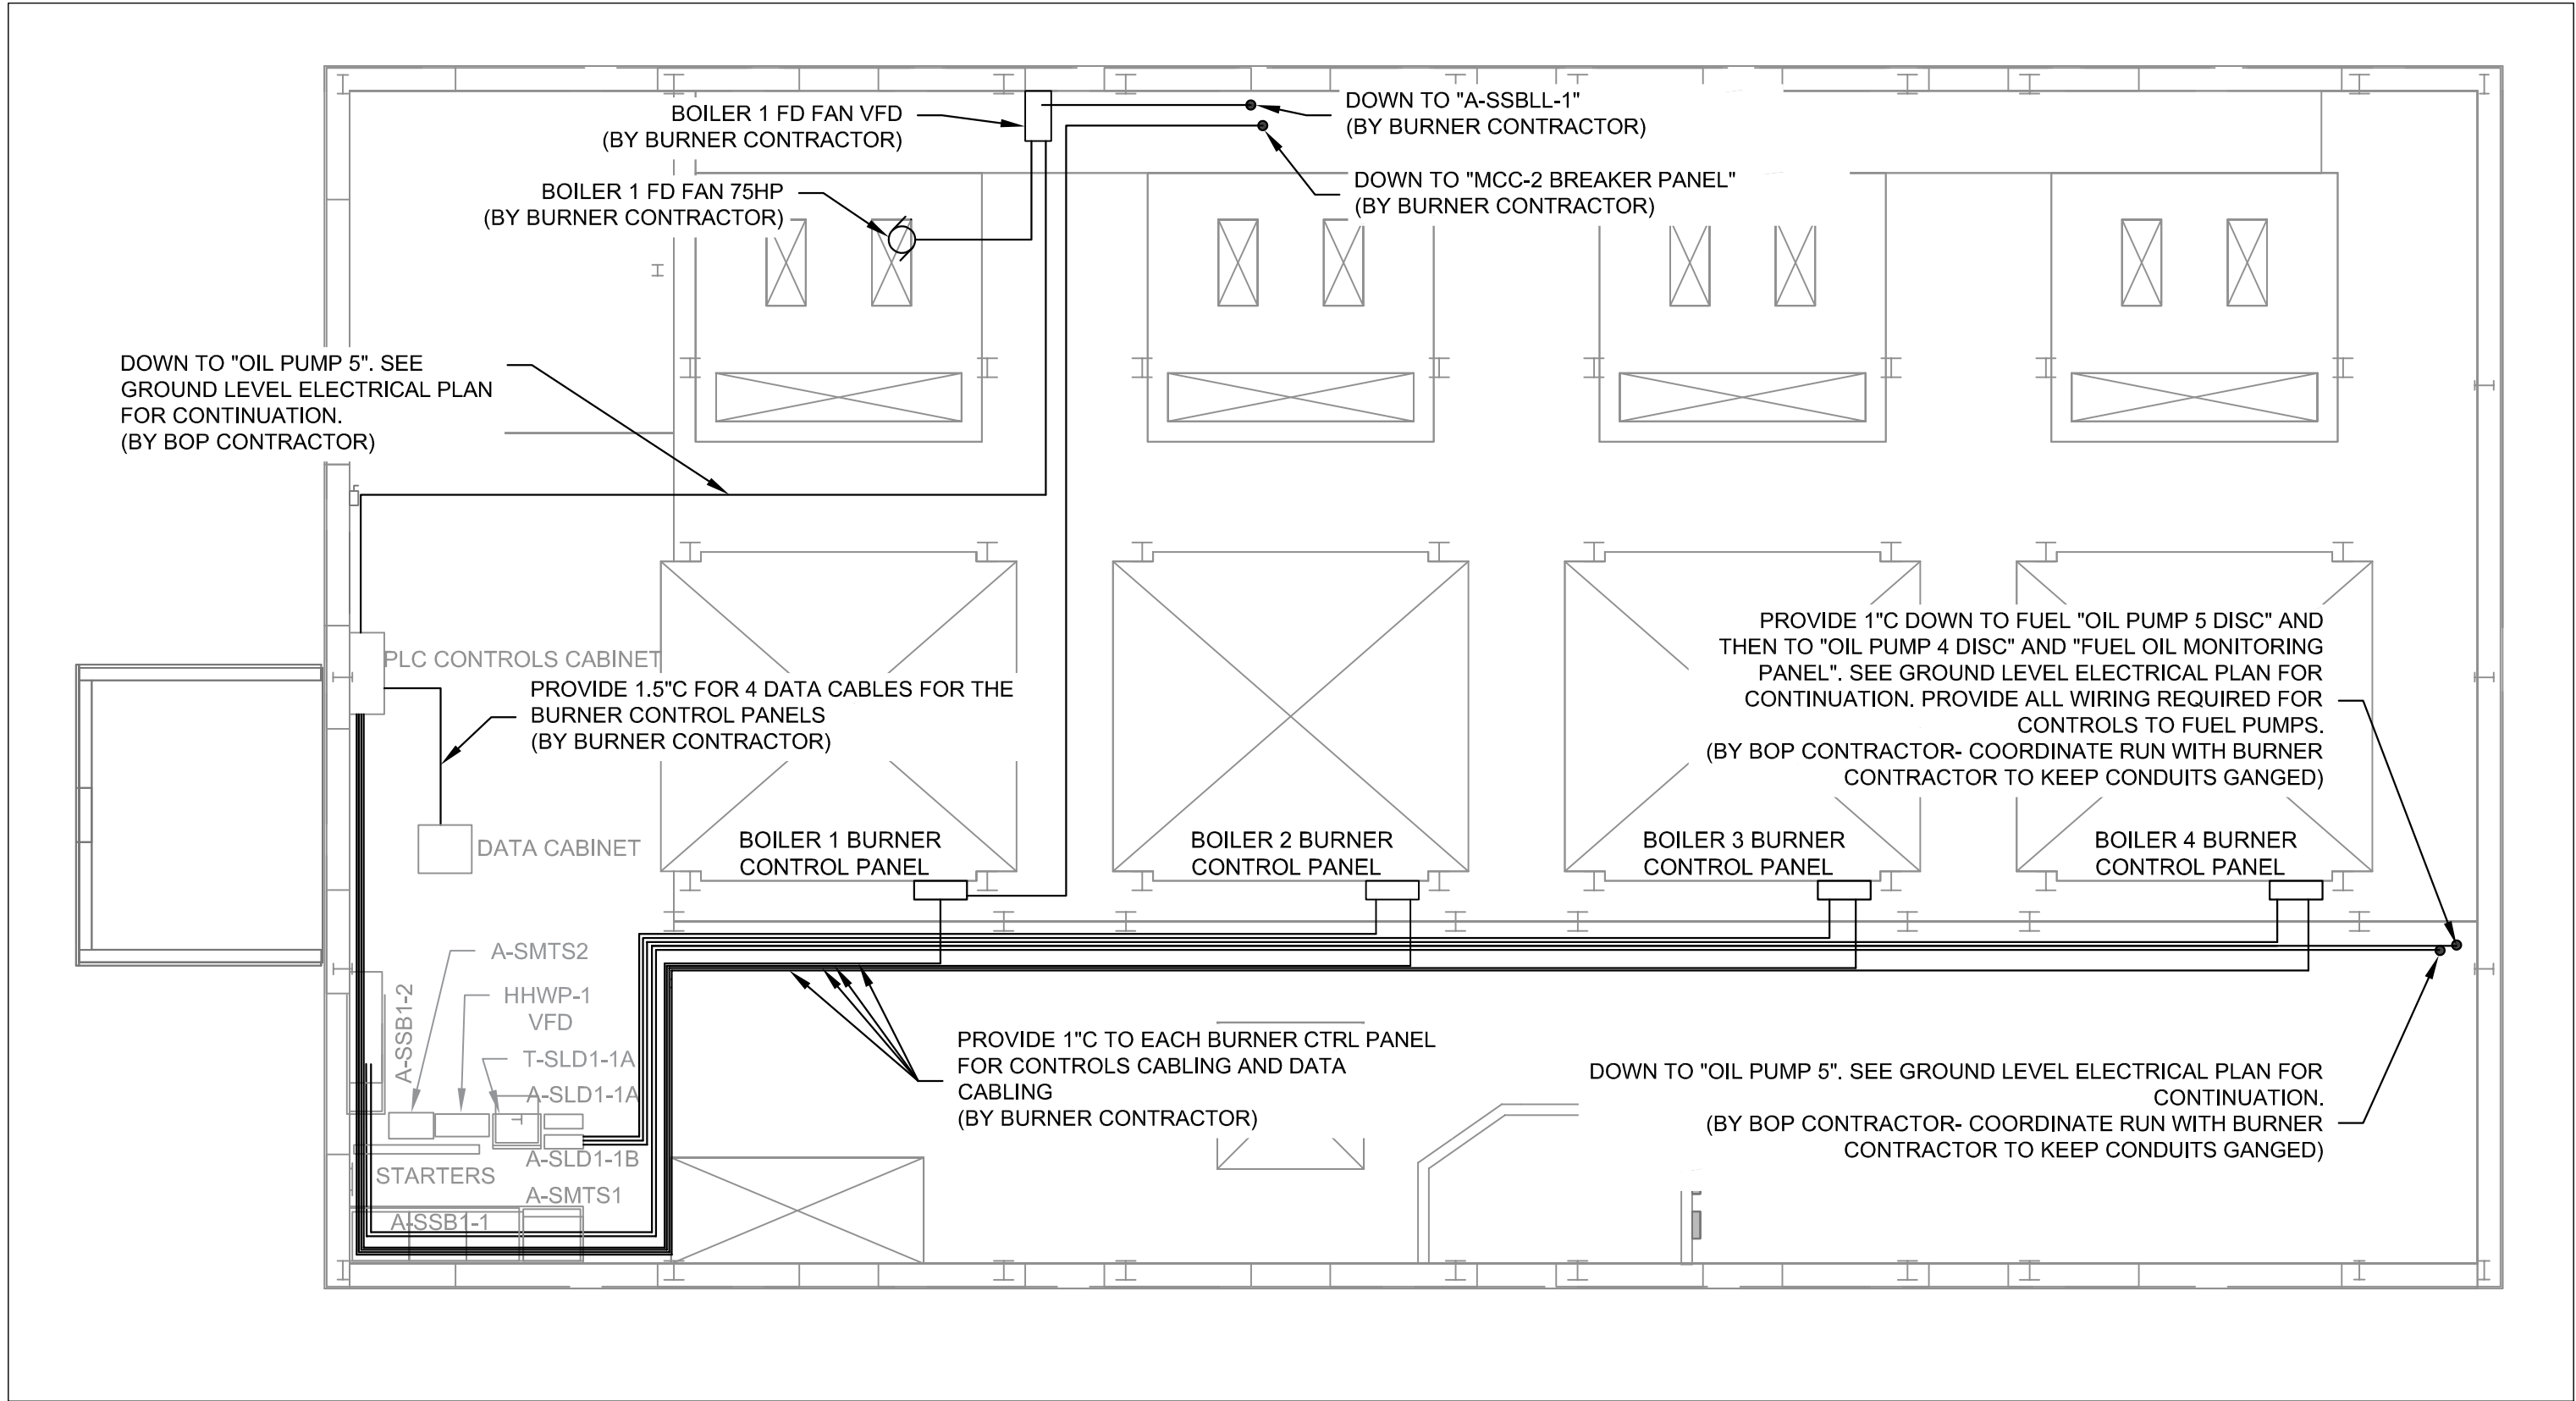 BOILER 1 FD FAN VFD
(BY BURNER CONTRACTOR)
DOWN TO "A-SSBLL-1"
(BY BURNER CONTRACTOR)
BOILER 1 FD FAN 75HP
(BY BURNER CONTRACTOR)
DOWN TO "MCC-2 BREAKER PANEL"
(BY BURNER CONTRACTOR)
DOWN TO "OIL PUMP 5". SEE
GROUND LEVEL ELECTRICAL PLAN
FOR CONTINUATION.
(BY BOP CONTRACTOR)
PLC CONTROLS CABINET
PROVIDE 1.5"C FOR 4 DATA CABLES FOR THE
BURNER CONTROL PANELS
(BY BURNER CONTRACTOR)
PROVIDE 1"C DOWN TO FUEL "OIL PUMP 5 DISC" AND
THEN TO "OIL PUMP 4 DISC" AND "FUEL OIL MONITORING
PANEL". SEE GROUND LEVEL ELECTRICAL PLAN FOR
CONTINUATION. PROVIDE ALL WIRING REQUIRED FOR
CONTROLS TO FUEL PUMPS.
(BY BOP CONTRACTOR- COORDINATE RUN WITH BURNER
CONTRACTOR TO KEEP CONDUITS GANGED)
DATA CABINET
BOILER 1 BURNER
CONTROL PANEL
BOILER 2 BURNER
CONTROL PANEL
BOILER 3 BURNER
CONTROL PANEL
BOILER 4 BURNER
CONTROL PANEL
A-SMTS2
A-SSB1-2
HHWP-1
VFD
T-SLD1-1A
A-SLD1-1A
A-SLD1-1B
STARTERS
A-SMTS1
A-SSB1-1
PROVIDE 1"C TO EACH BURNER CTRL PANEL
FOR CONTROLS CABLING AND DATA
CABLING
(BY BURNER CONTRACTOR)
DOWN TO "OIL PUMP 5". SEE GROUND LEVEL ELECTRICAL PLAN FOR
CONTINUATION.
(BY BOP CONTRACTOR- COORDINATE RUN WITH BURNER
CONTRACTOR TO KEEP CONDUITS GANGED)